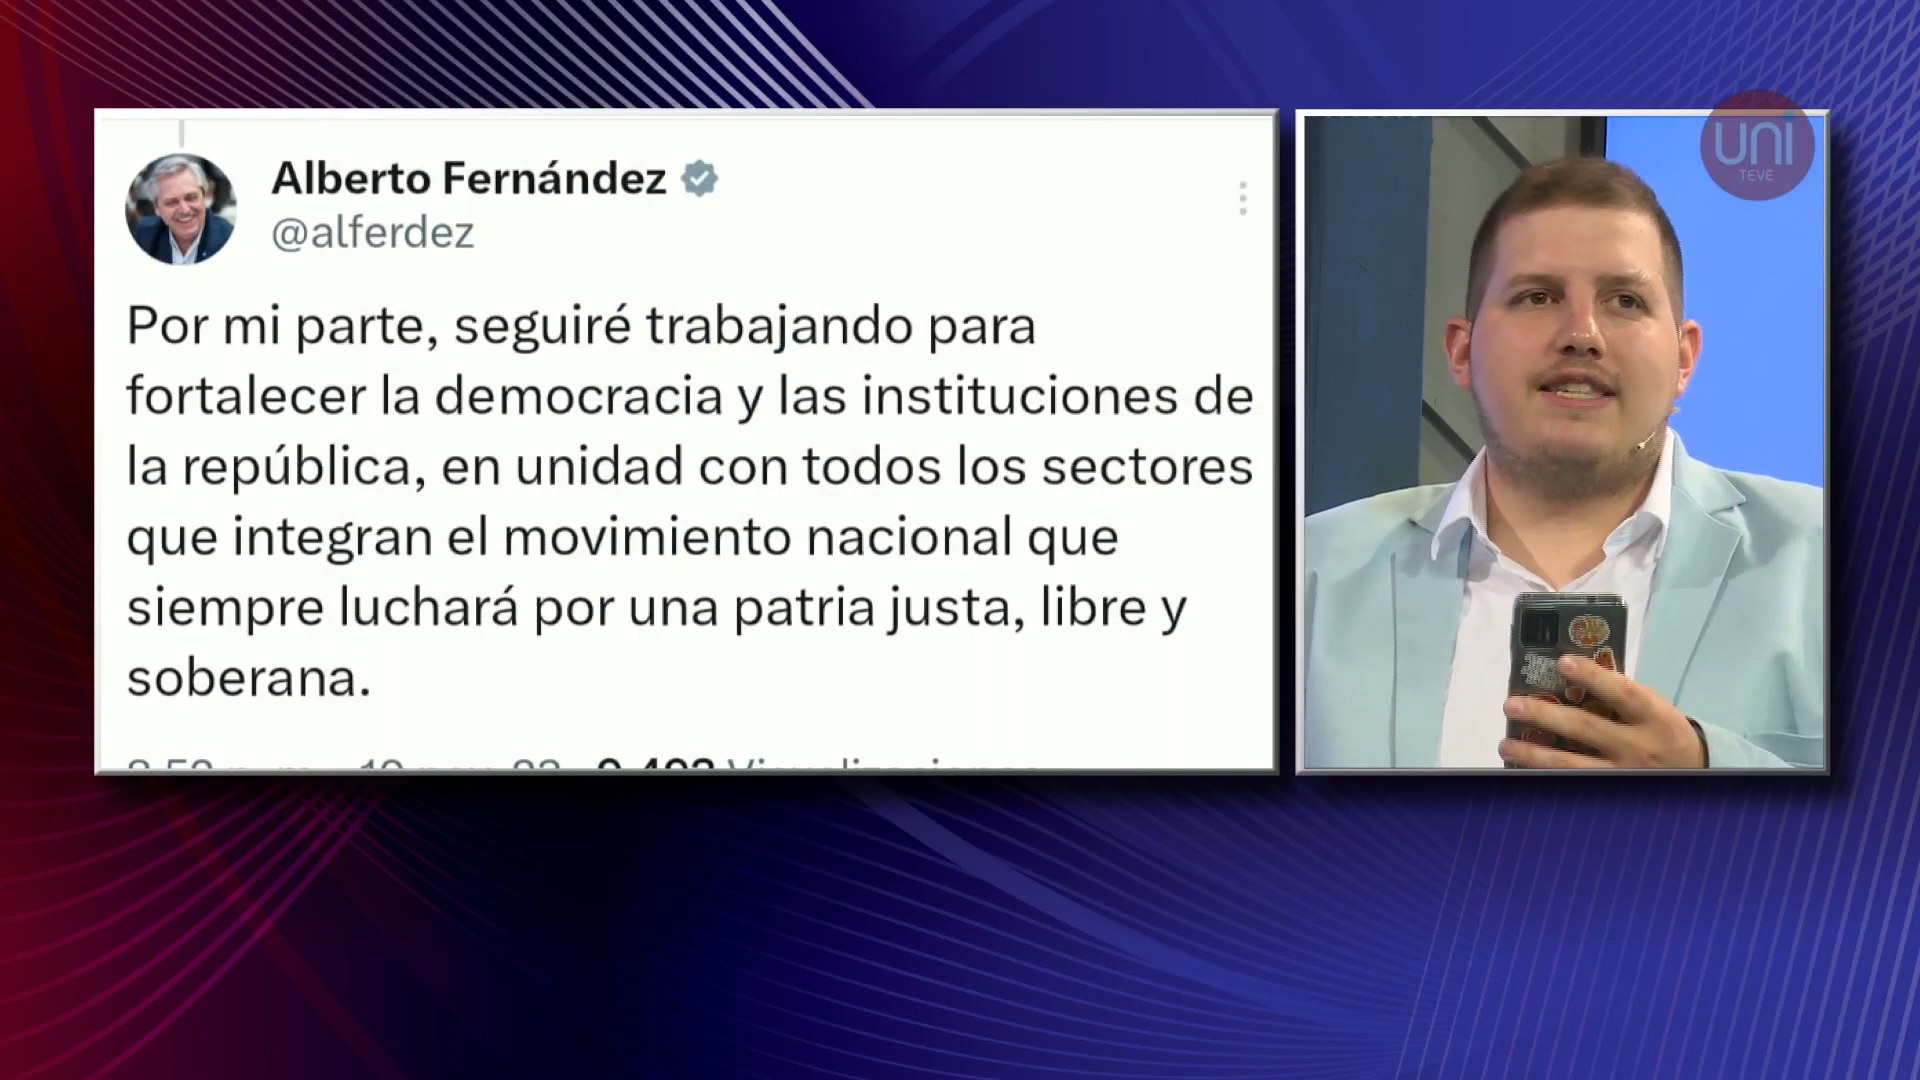 Alberto Fernández
@alferdez
Por mi parte, seguiré trabajando para
fortalecer la democracia y las instituciones de
la república, en unidad con todos los sectores
que integran el movimiento nacional que
siempre luchará por una patria justa, libre y
soberana.
uni
TEVE